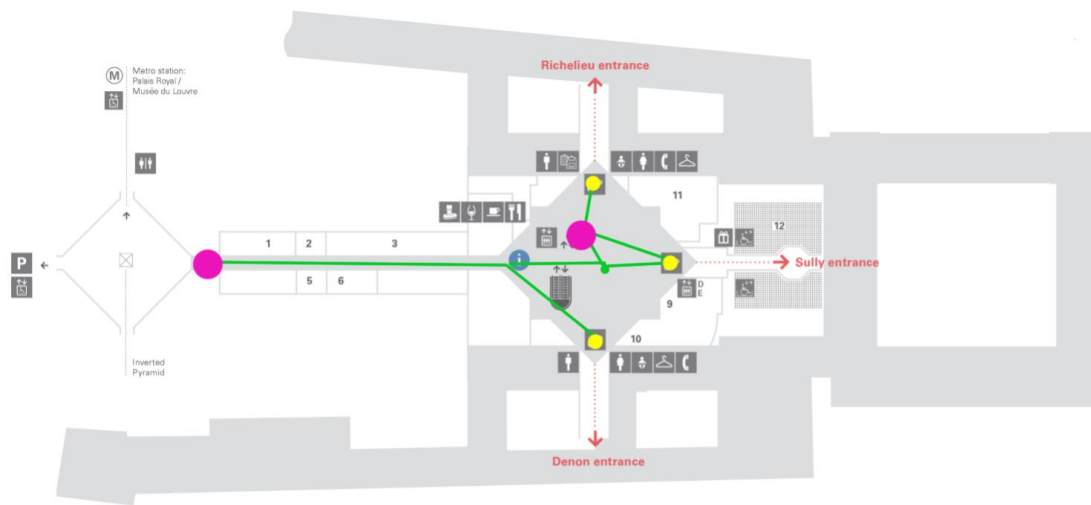 Richelieu entrance
M
Metro station:
Palais Royal /
Musée du Louvre
11
12
1
2
3
P
i
Sully entrance
5
6
D
E
9
10
Inverted
Pyramid
Denon entrance